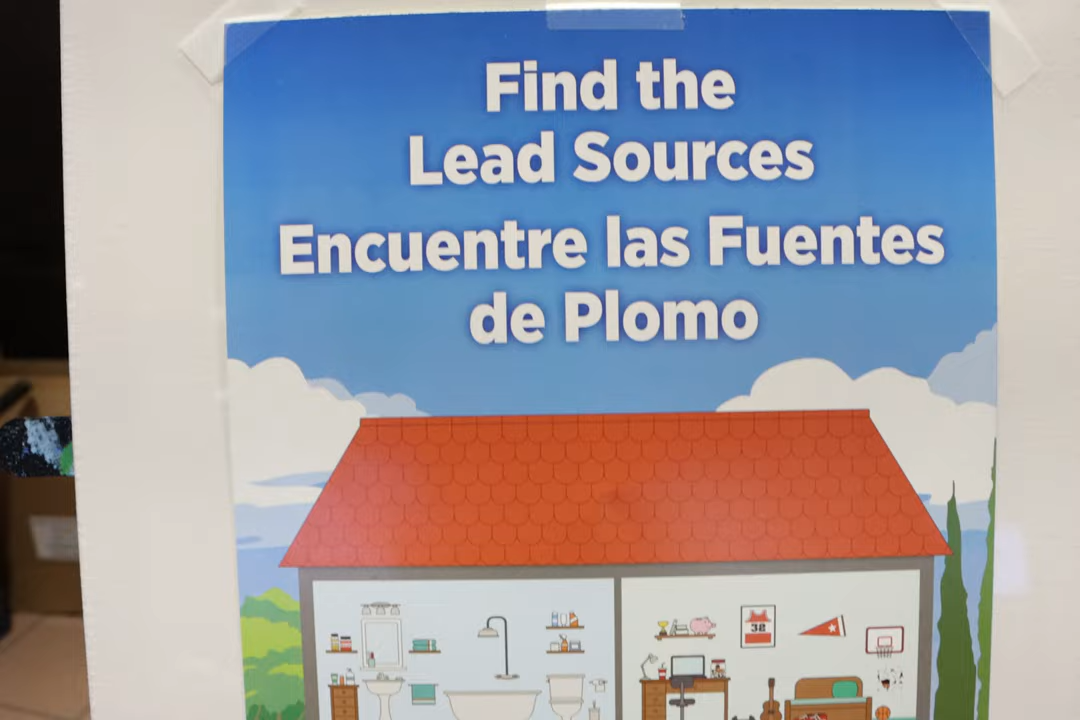 Find the
Lead Sources
Encuentre las Fuentes
de Plomo
32